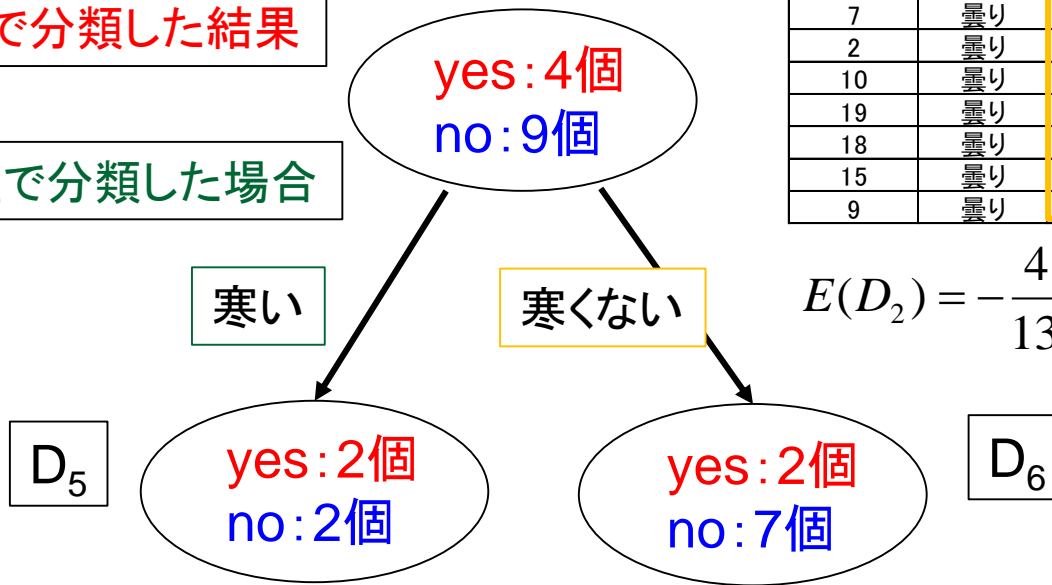 で分類した結果
で分類した場合
yes:4個
no:9個
7 曇り
2 曇り
10 曇り
19 曇り
18 曇り
15 曇り
9 曇り
寒い
寒くない
E(D₂) = −4/13
D₅
yes:2個
no:2個
yes:2個
no:7個
D₆